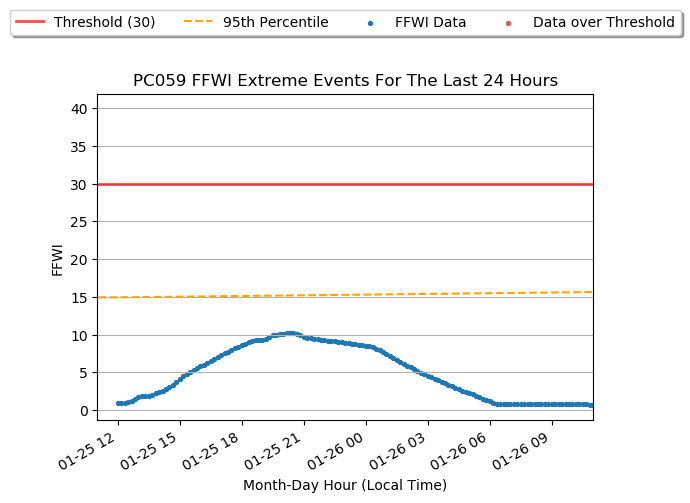 Threshold (30) 95th Percentile FFWI Data Data over Threshold
PC059 FFWI Extreme Events For The Last 24 Hours
40
35
30
25
20
15
10
5
0
FFWI
01-25 12 01-25 15 01-25 18 01-25 21 01-26 00 01-26 03 01-26 06 01-26 09
Month-Day Hour (Local Time)